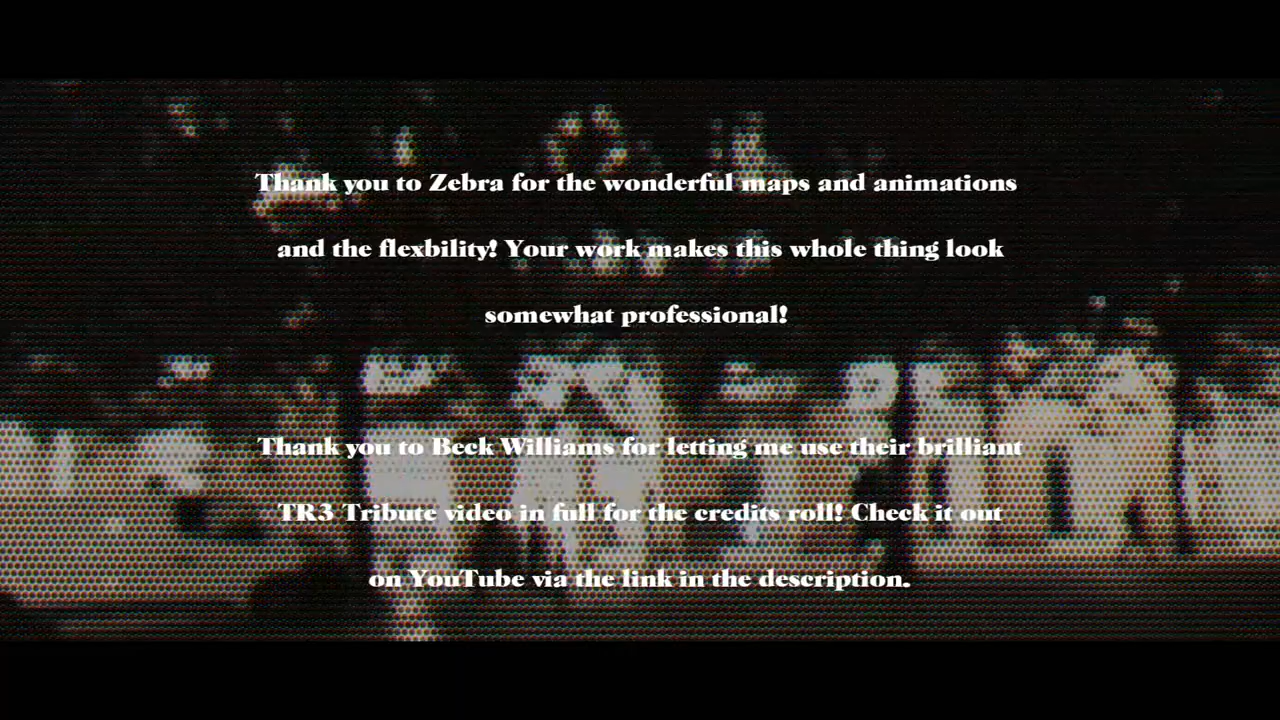 Thank you to Zebra for the wonderful maps and animations
and the flexbility! Your work makes this whole thing look
somewhat professional!
Thank you to Beck Williams for letting me use their brilliant
TR3 Tribute video in full for the credits roll! Check it out
on YouTube via the link in the description.